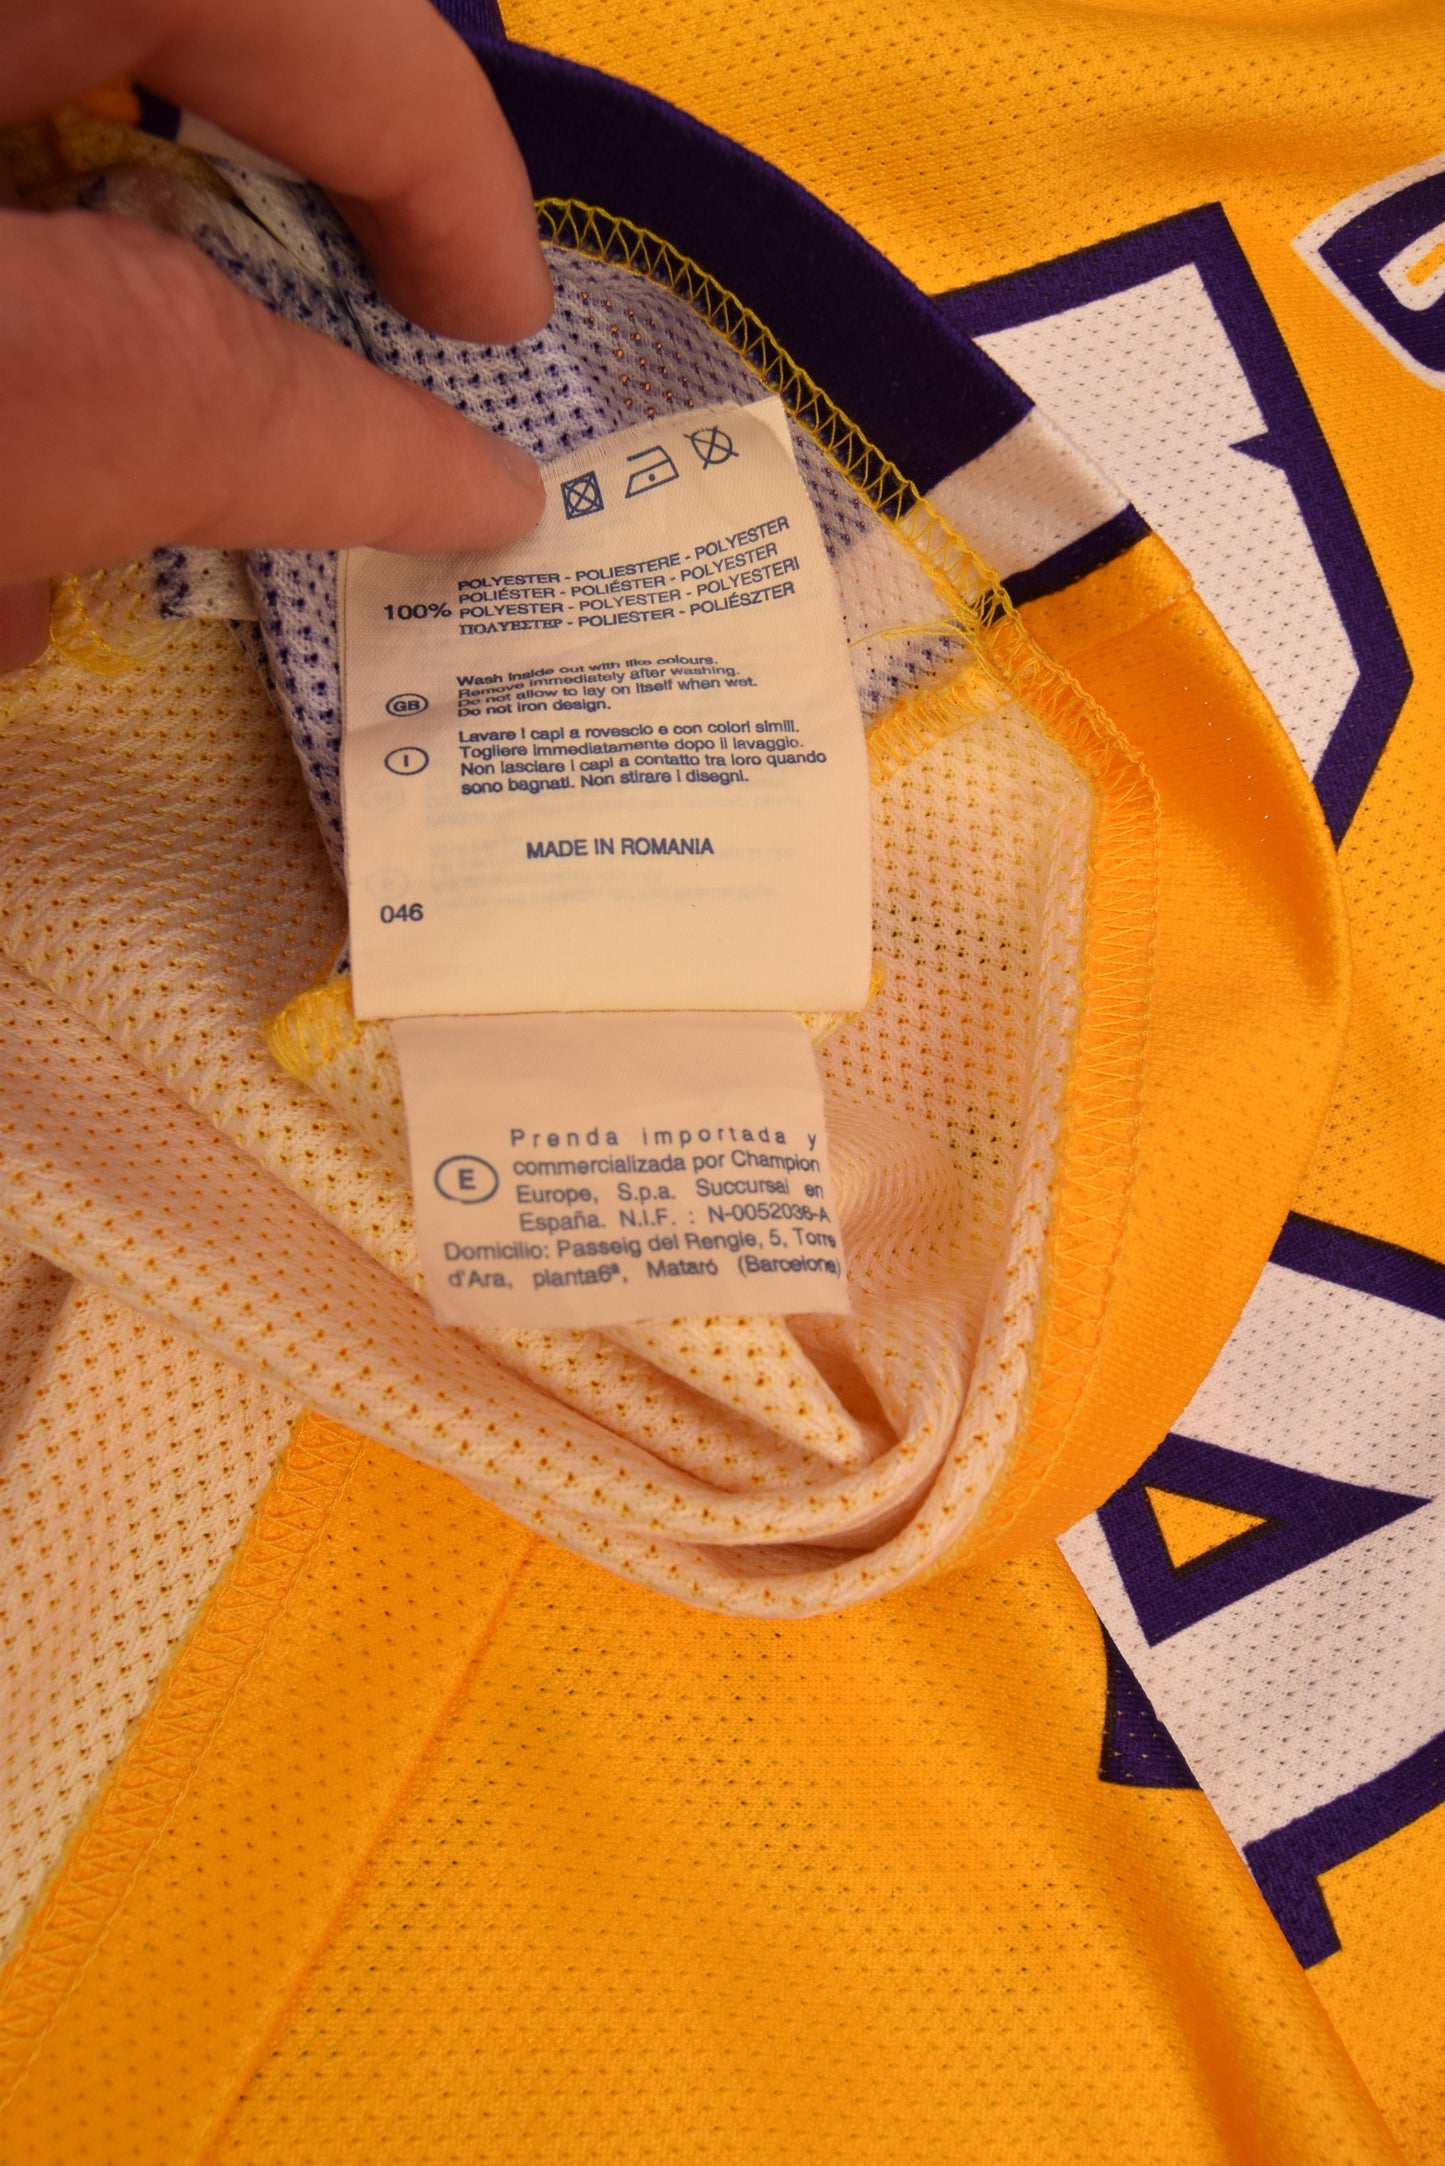 POLYESTER - POLIESTERE - POLYESTER
POLIÉSTER - POLIÉSTER - POLYESTER
100% POLYESTER - POLYESTER - POLYESTERI
ΠΟΛΥΕΣΤΕΡ - POLIESTER - POLIÉSZTER
Wash inside out with like colours.
Remove immediately after washing.
GB Do not allow to lay on itself when wet.
Do not iron design.
Lavare i capi a rovescio e con colori simili.
I Togliere immediatamente dopo il lavaggio.
Non lasciare i capi a contatto tra loro quando
sono bagnati. Non stirare i disegni.
MADE IN ROMANIA
046
Prenda importada y
commercializada por Champion
E Europe, S.p.a. Succursal en
España. N.I.F. : N-0052036-A
Domicilio: Passeig del Rengle, 5, Torre
d'Ara, planta6ª, Mataró (Barcelona)